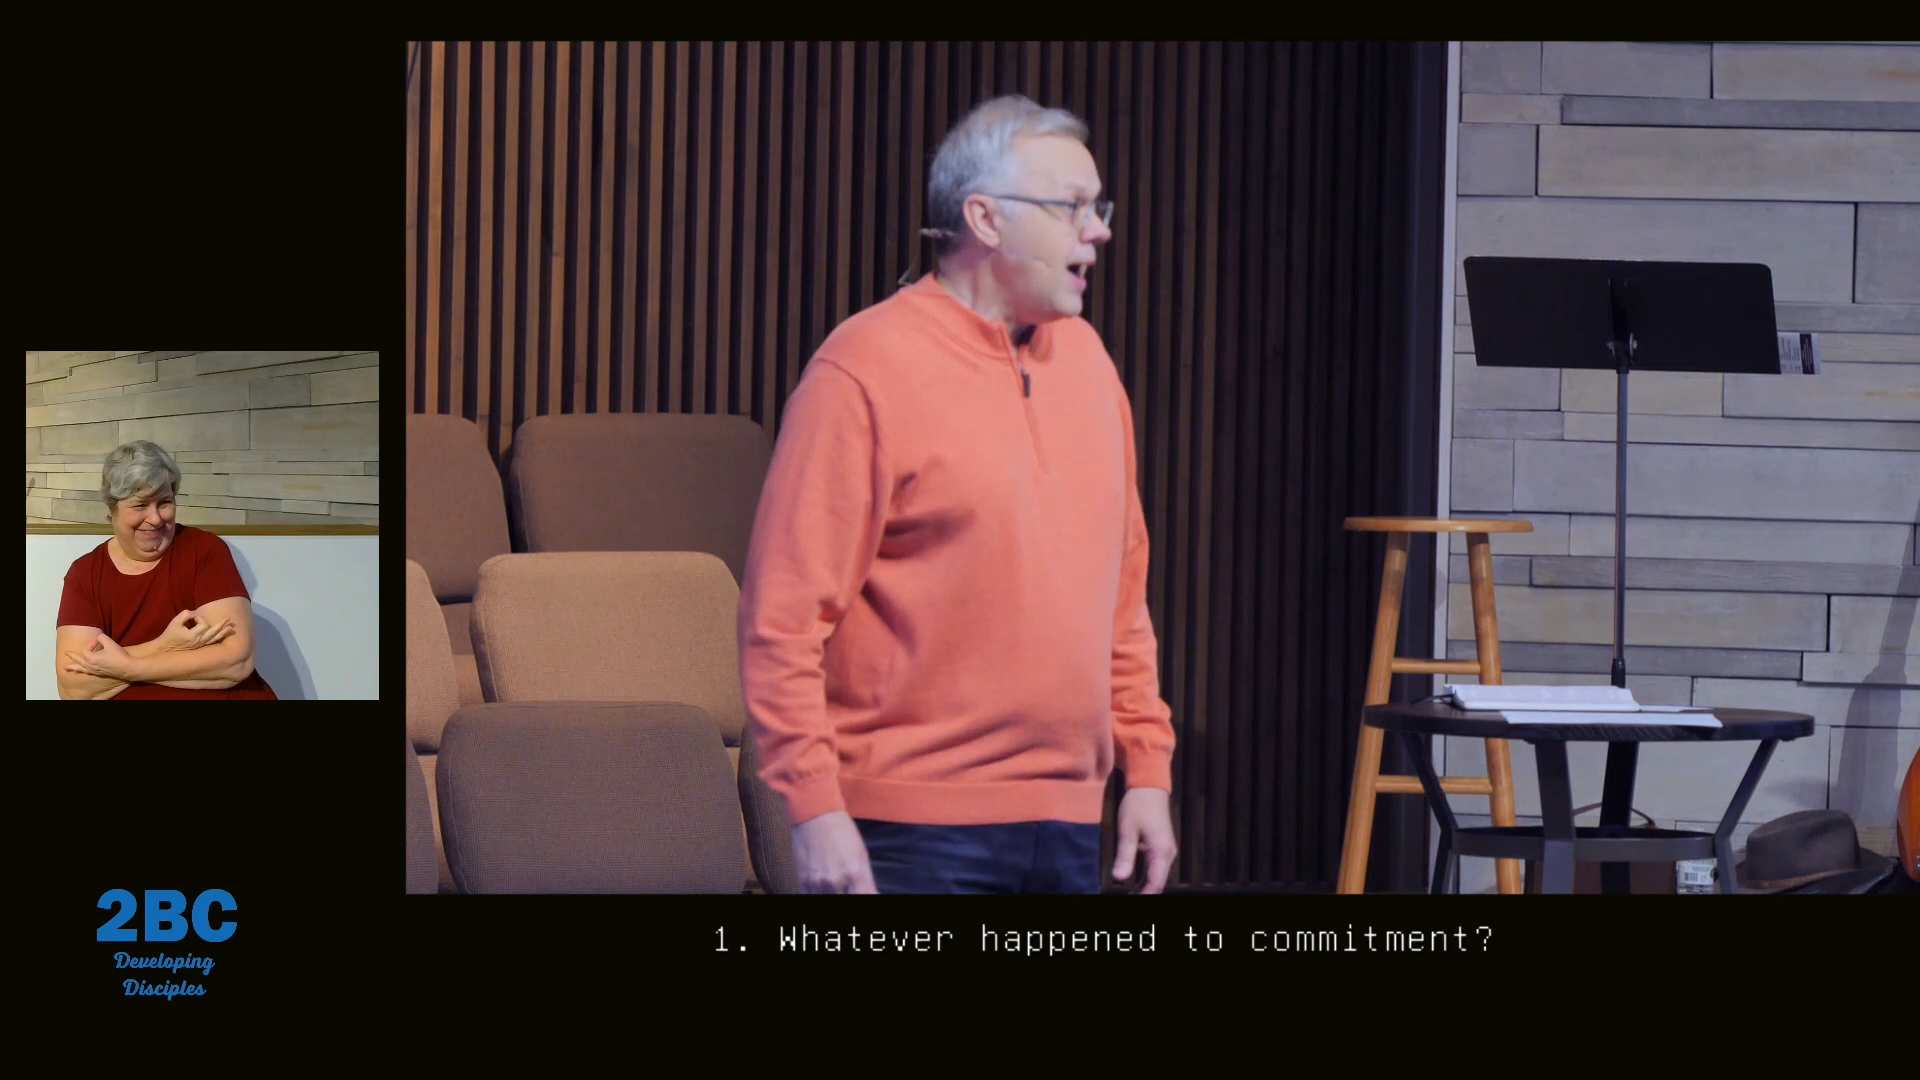 2BC
Developing
Disciples
1. Whatever happened to commitment?